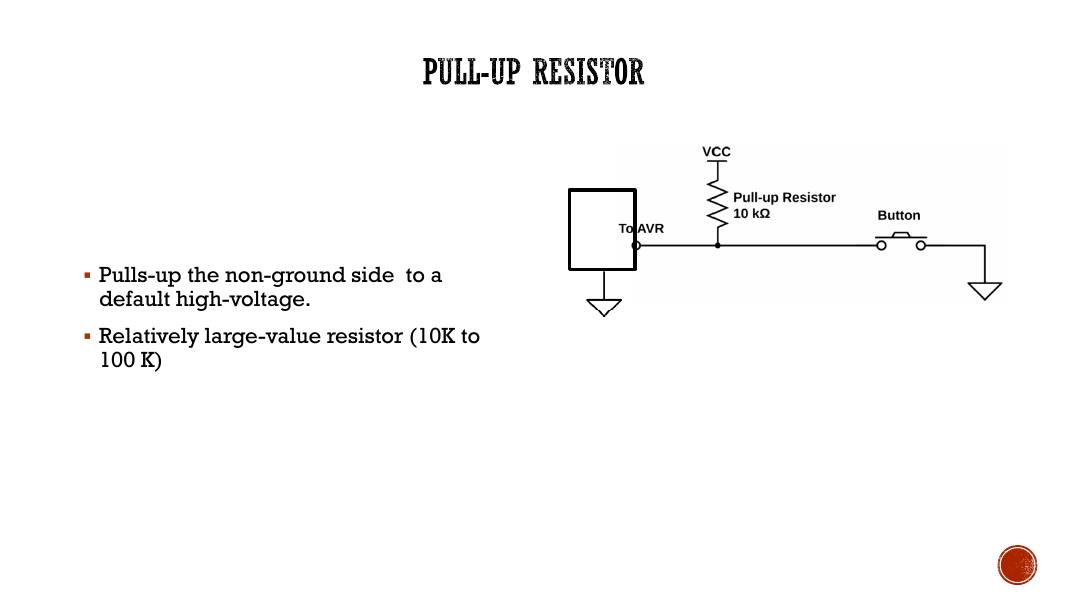 PULL-UP RESISTOR
VCC
Pull-up Resistor
10 kΩ
Button
To AVR
▪ Pulls-up the non-ground side to a
default high-voltage.
▪ Relatively large-value resistor (10K to
100 K)